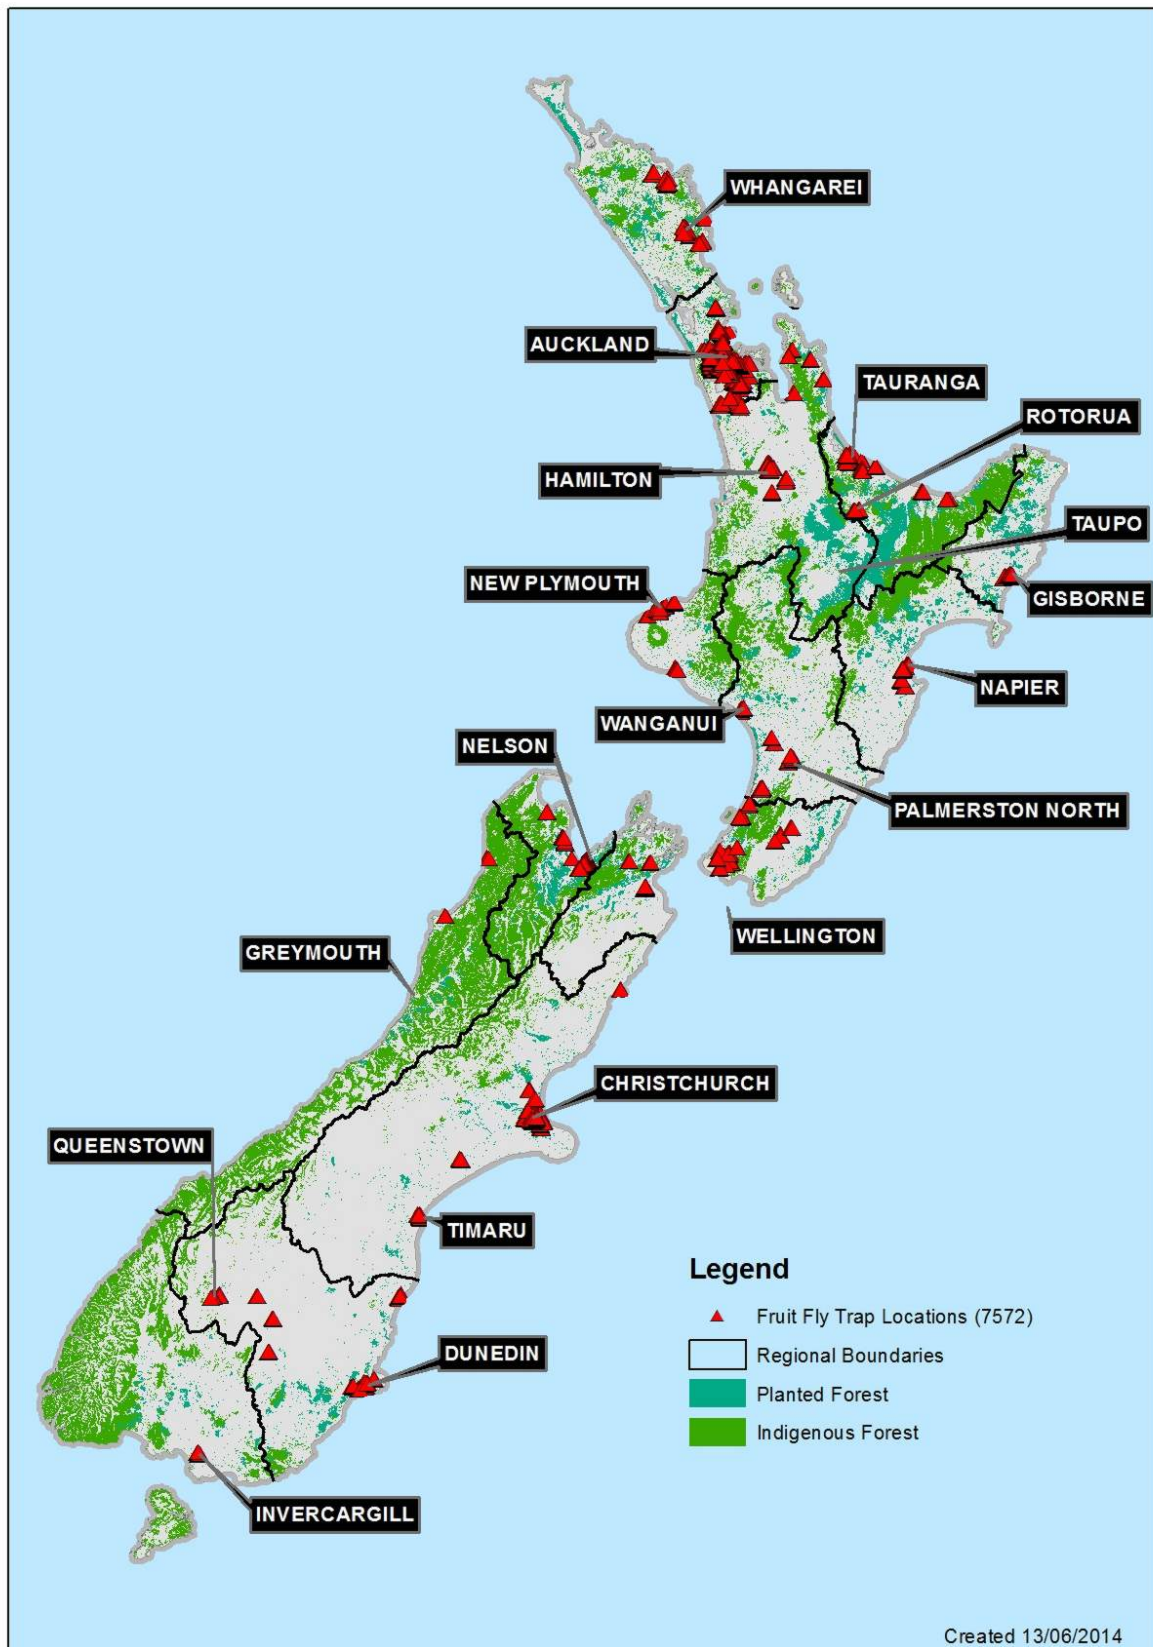 WHANGAREI
AUCKLAND
TAURANGA
ROTORUA
HAMILTON
TAUPO
NEW PLYMOUTH
GISBORNE
NAPIER
WANGANUI
NELSON
PALMERSTON NORTH
WELLINGTON
GREYMOUTH
CHRISTCHURCH
QUEENSTOWN
TIMARU
Legend
Fruit Fly Trap Locations (7572)
Regional Boundaries
DUNEDIN
Planted Forest
Indigenous Forest
INVERCARGILL
Created 13/06/2014